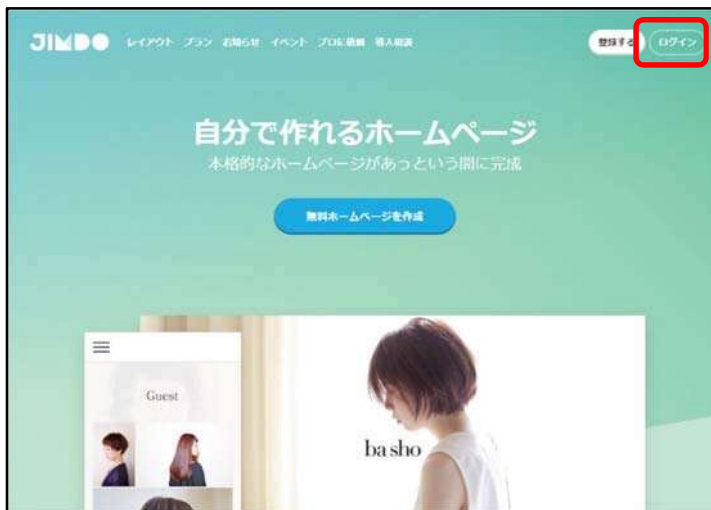 JIMDO レイアウト プラン お知らせ イベント プロに依頼 導入相談 登録する ログイン
自分で作れるホームページ
本格的なホームページがあっという間に完成
無料ホームページを作成
Guest
basho